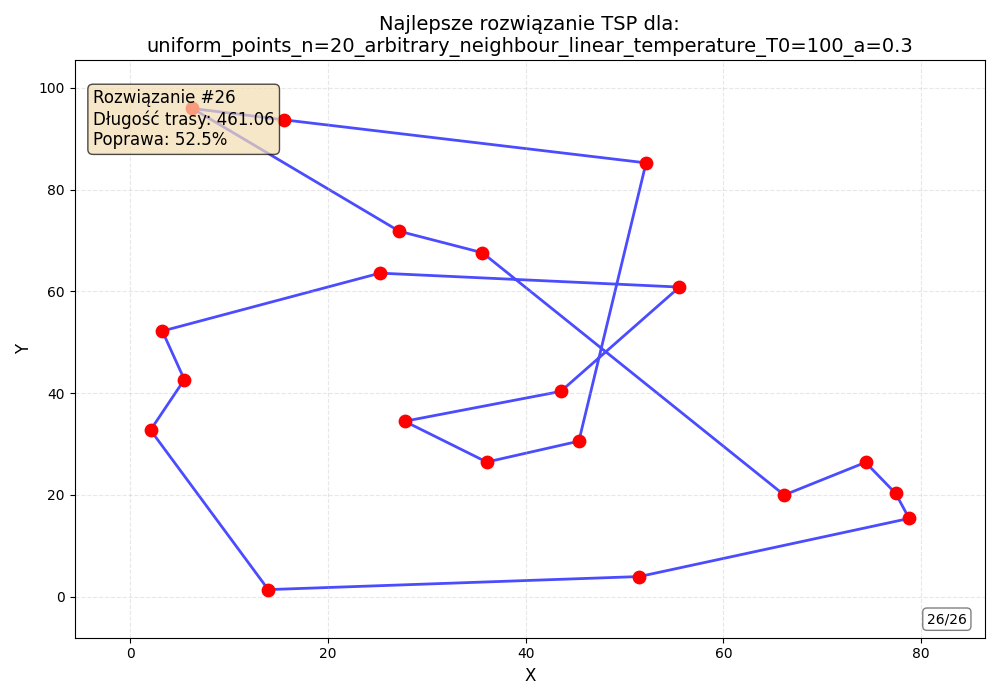 Najlepsze rozwiązanie TSP dla:
uniform_points_n=20_arbitrary_neighbour_linear_temperature_T0=100_a=0.3
Rozwiązanie #26
Długość trasy: 461.06
Poprawa: 52.5%
100
80
60
40
20
0
Y
26/26
0 20 40 60 80
X